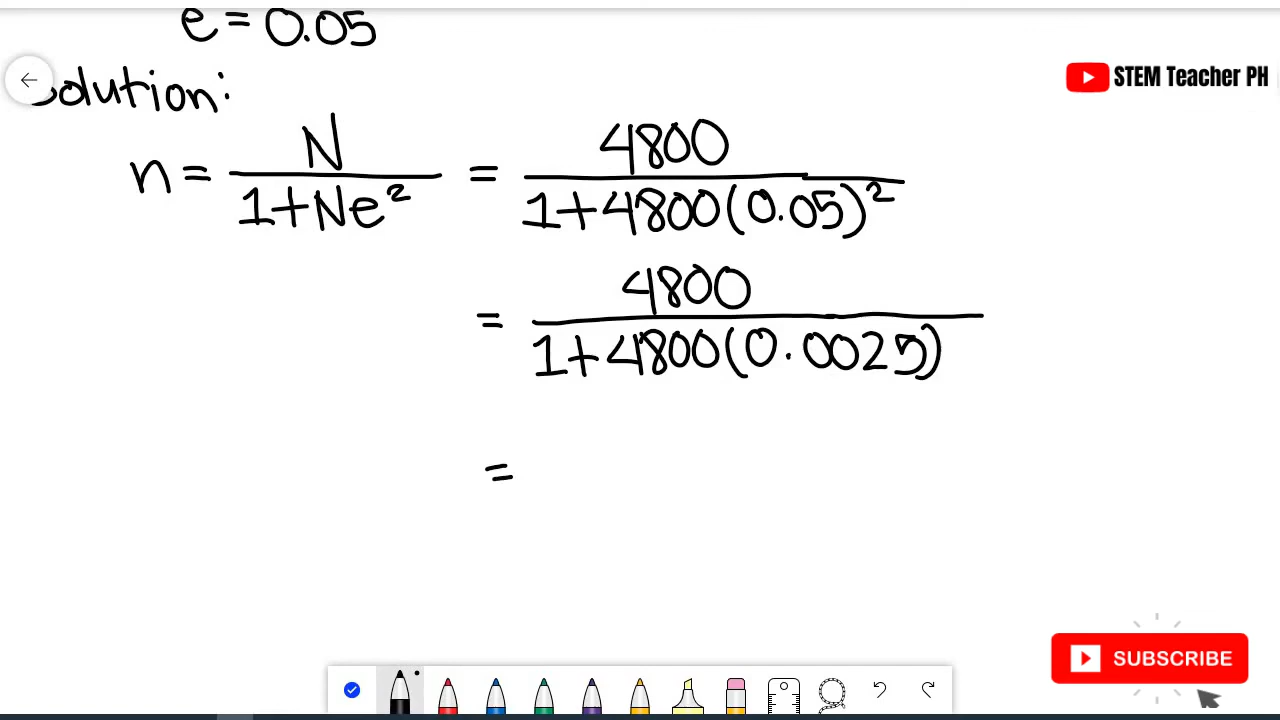 e = 0.05
Solution:
STEM Teacher PH
n = N / 1+Ne² = 4800 / 1+4800(0.05)²
= 4800 / 1+4800(0.0025)
=
SUBSCRIBE